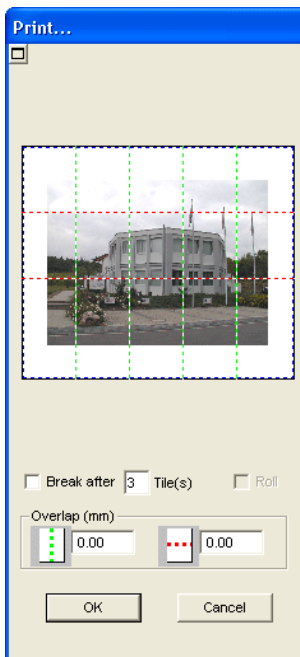 Print...
Break after 3 Tile(s) Roll
Overlap (mm)
0.00 0.00
OK Cancel